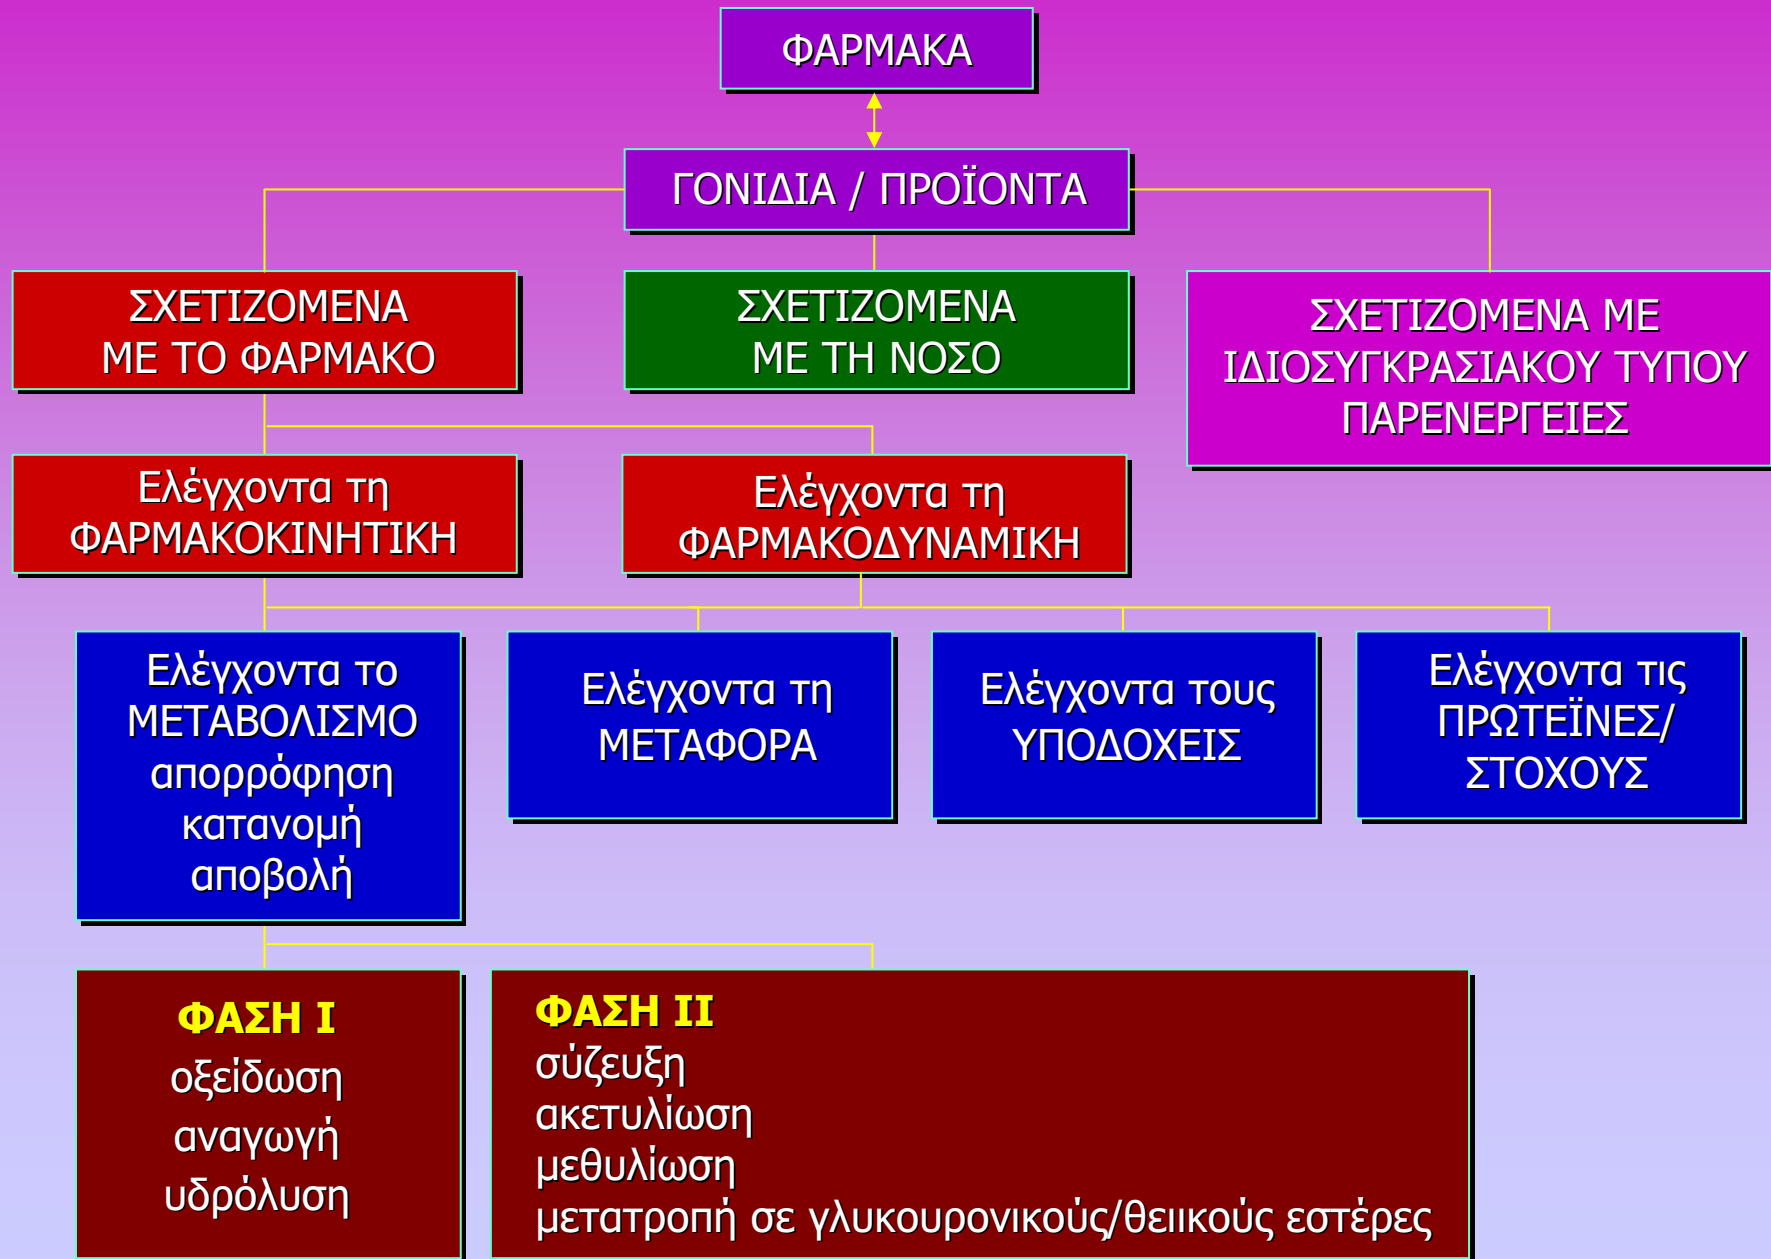 ΦΑΡΜΑΚΑ
ΓΟΝΙΔΙΑ / ΠΡΟΪΟΝΤΑ
ΣΧΕΤΙΖΟΜΕΝΑ
ΜΕ ΤΟ ΦΑΡΜΑΚΟ
ΣΧΕΤΙΖΟΜΕΝΑ
ΜΕ ΤΗ ΝΟΣΟ
ΣΧΕΤΙΖΟΜΕΝΑ ΜΕ
ΙΔΙΟΣΥΓΚΡΑΣΙΑΚΟΥ ΤΥΠΟΥ
ΠΑΡΕΝΕΡΓΕΙΕΣ
Ελέγχοντα τη
ΦΑΡΜΑΚΟΚΙΝΗΤΙΚΗ
Ελέγχοντα τη
ΦΑΡΜΑΚΟΔΥΝΑΜΙΚΗ
Ελέγχοντα το
ΜΕΤΑΒΟΛΙΣΜΟ
απορρόφηση
κατανομή
αποβολή
Ελέγχοντα τη
ΜΕΤΑΦΟΡΑ
Ελέγχοντα τους
ΥΠΟΔΟΧΕΙΣ
Ελέγχοντα τις
ΠΡΩΤΕΪΝΕΣ/
ΣΤΟΧΟΥΣ
ΦΑΣΗ Ι
οξείδωση
αναγωγή
υδρόλυση
ΦΑΣΗ ΙΙ
σύζευξη
ακετυλίωση
μεθυλίωση
μετατροπή σε γλυκουρονικούς/θειικούς εστέρες